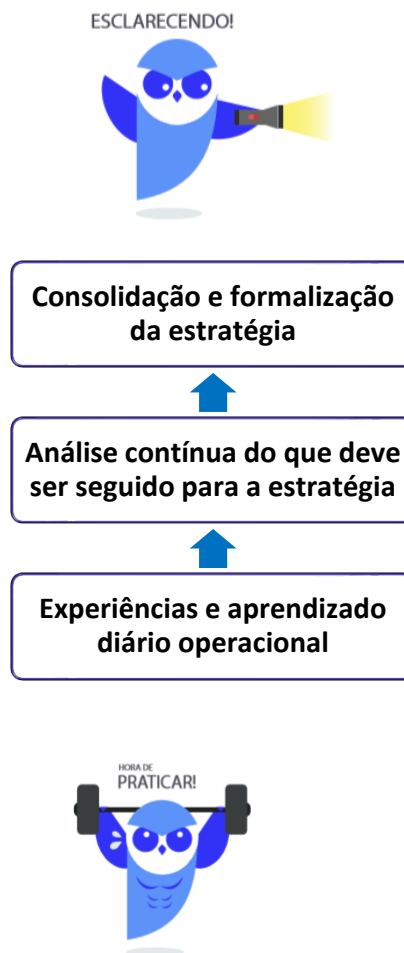 ESCLARECENDO!
Consolidação e formalização
da estratégia
Análise contínua do que deve
ser seguido para a estratégia
Experiências e aprendizado
diário operacional
HORA DE
PRATICAR!